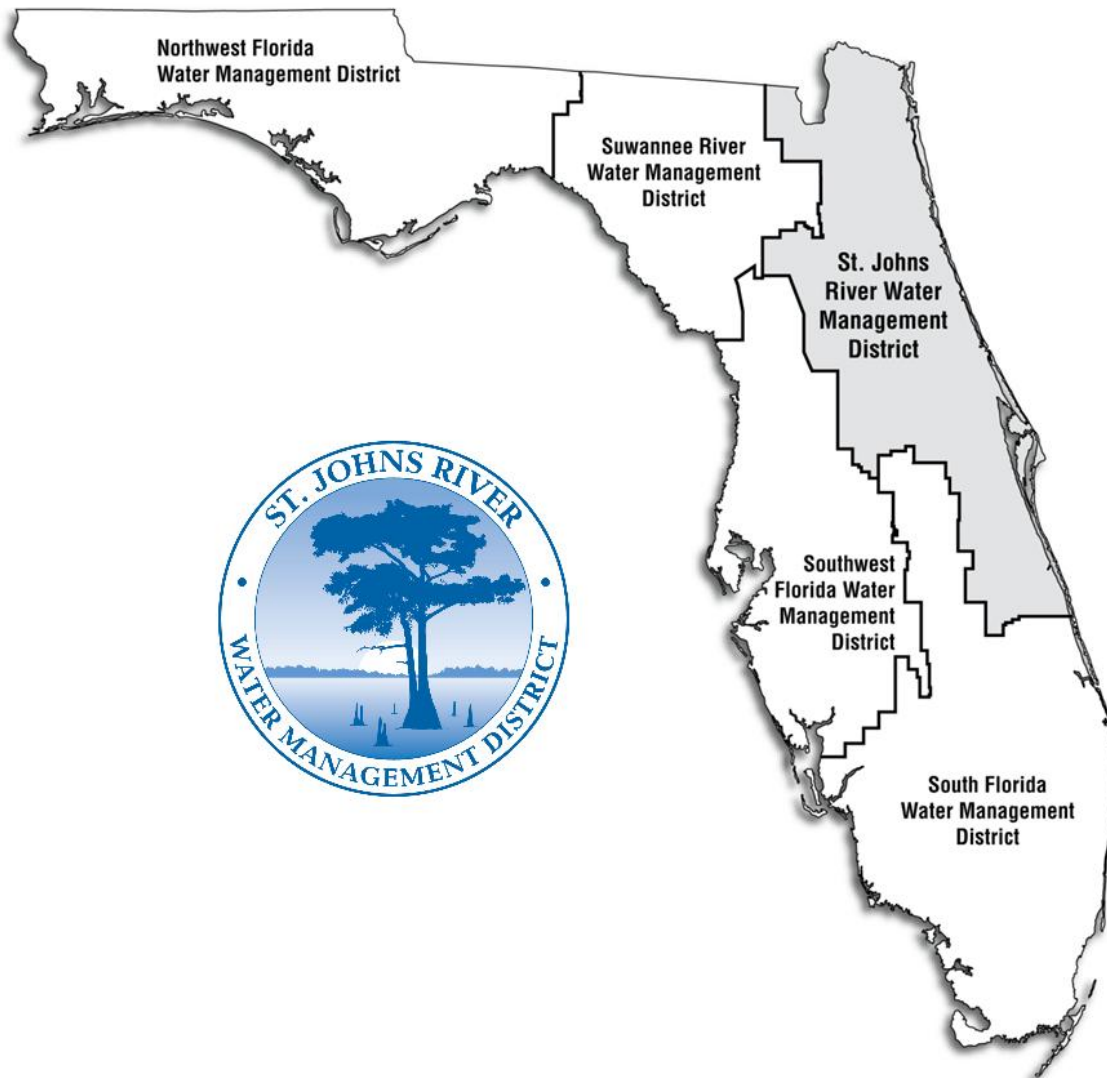 Northwest Florida
Water Management District
Suwannee River
Water Management
District
St. Johns
River Water
Management
District
ST. JOHNS RIVER
WATER MANAGEMENT DISTRICT
Southwest
Florida Water
Management
District
South Florida
Water Management
District